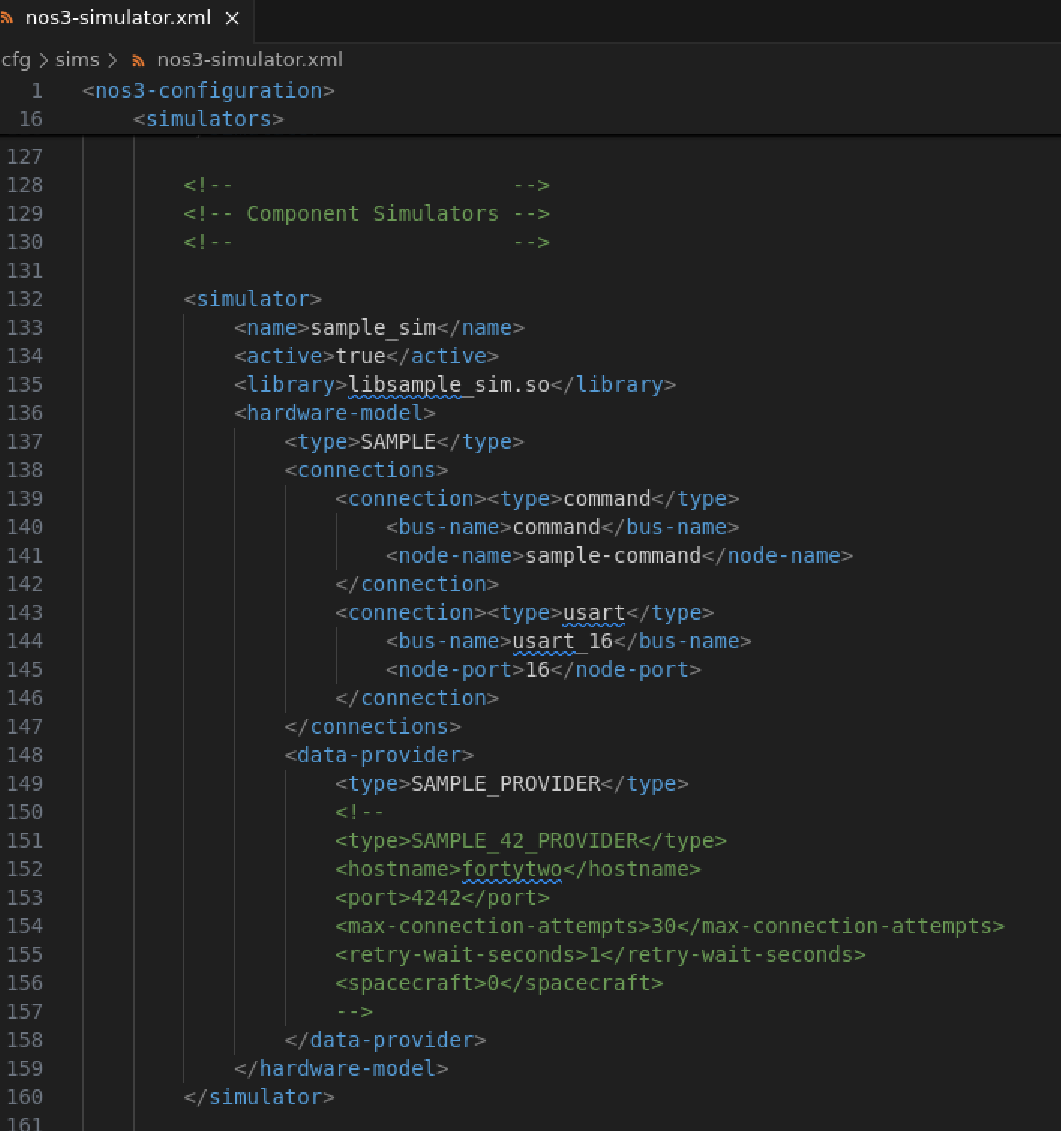 nos3-simulator.xml ×
cfg > sims > nos3-simulator.xml
1 <nos3-configuration>
16 <simulators>
127
128 <!-- -->
129 <!-- Component Simulators -->
130 <!-- -->
131
132 <simulator>
133 <name>sample_sim</name>
134 <active>true</active>
135 <library>libsample_sim.so</library>
136 <hardware-model>
137 <type>SAMPLE</type>
138 <connections>
139 <connection><type>command</type>
140 <bus-name>command</bus-name>
141 <node-name>sample-command</node-name>
142 </connection>
143 <connection><type>usart</type>
144 <bus-name>usart_16</bus-name>
145 <node-port>16</node-port>
146 </connection>
147 </connections>
148 <data-provider>
149 <type>SAMPLE_PROVIDER</type>
150 <!--
151 <type>SAMPLE_42_PROVIDER</type>
152 <hostname>fortytwo</hostname>
153 <port>4242</port>
154 <max-connection-attempts>30</max-connection-attempts>
155 <retry-wait-seconds>1</retry-wait-seconds>
156 <spacecraft>0</spacecraft>
157 -->
158 </data-provider>
159 </hardware-model>
160 </simulator>
161